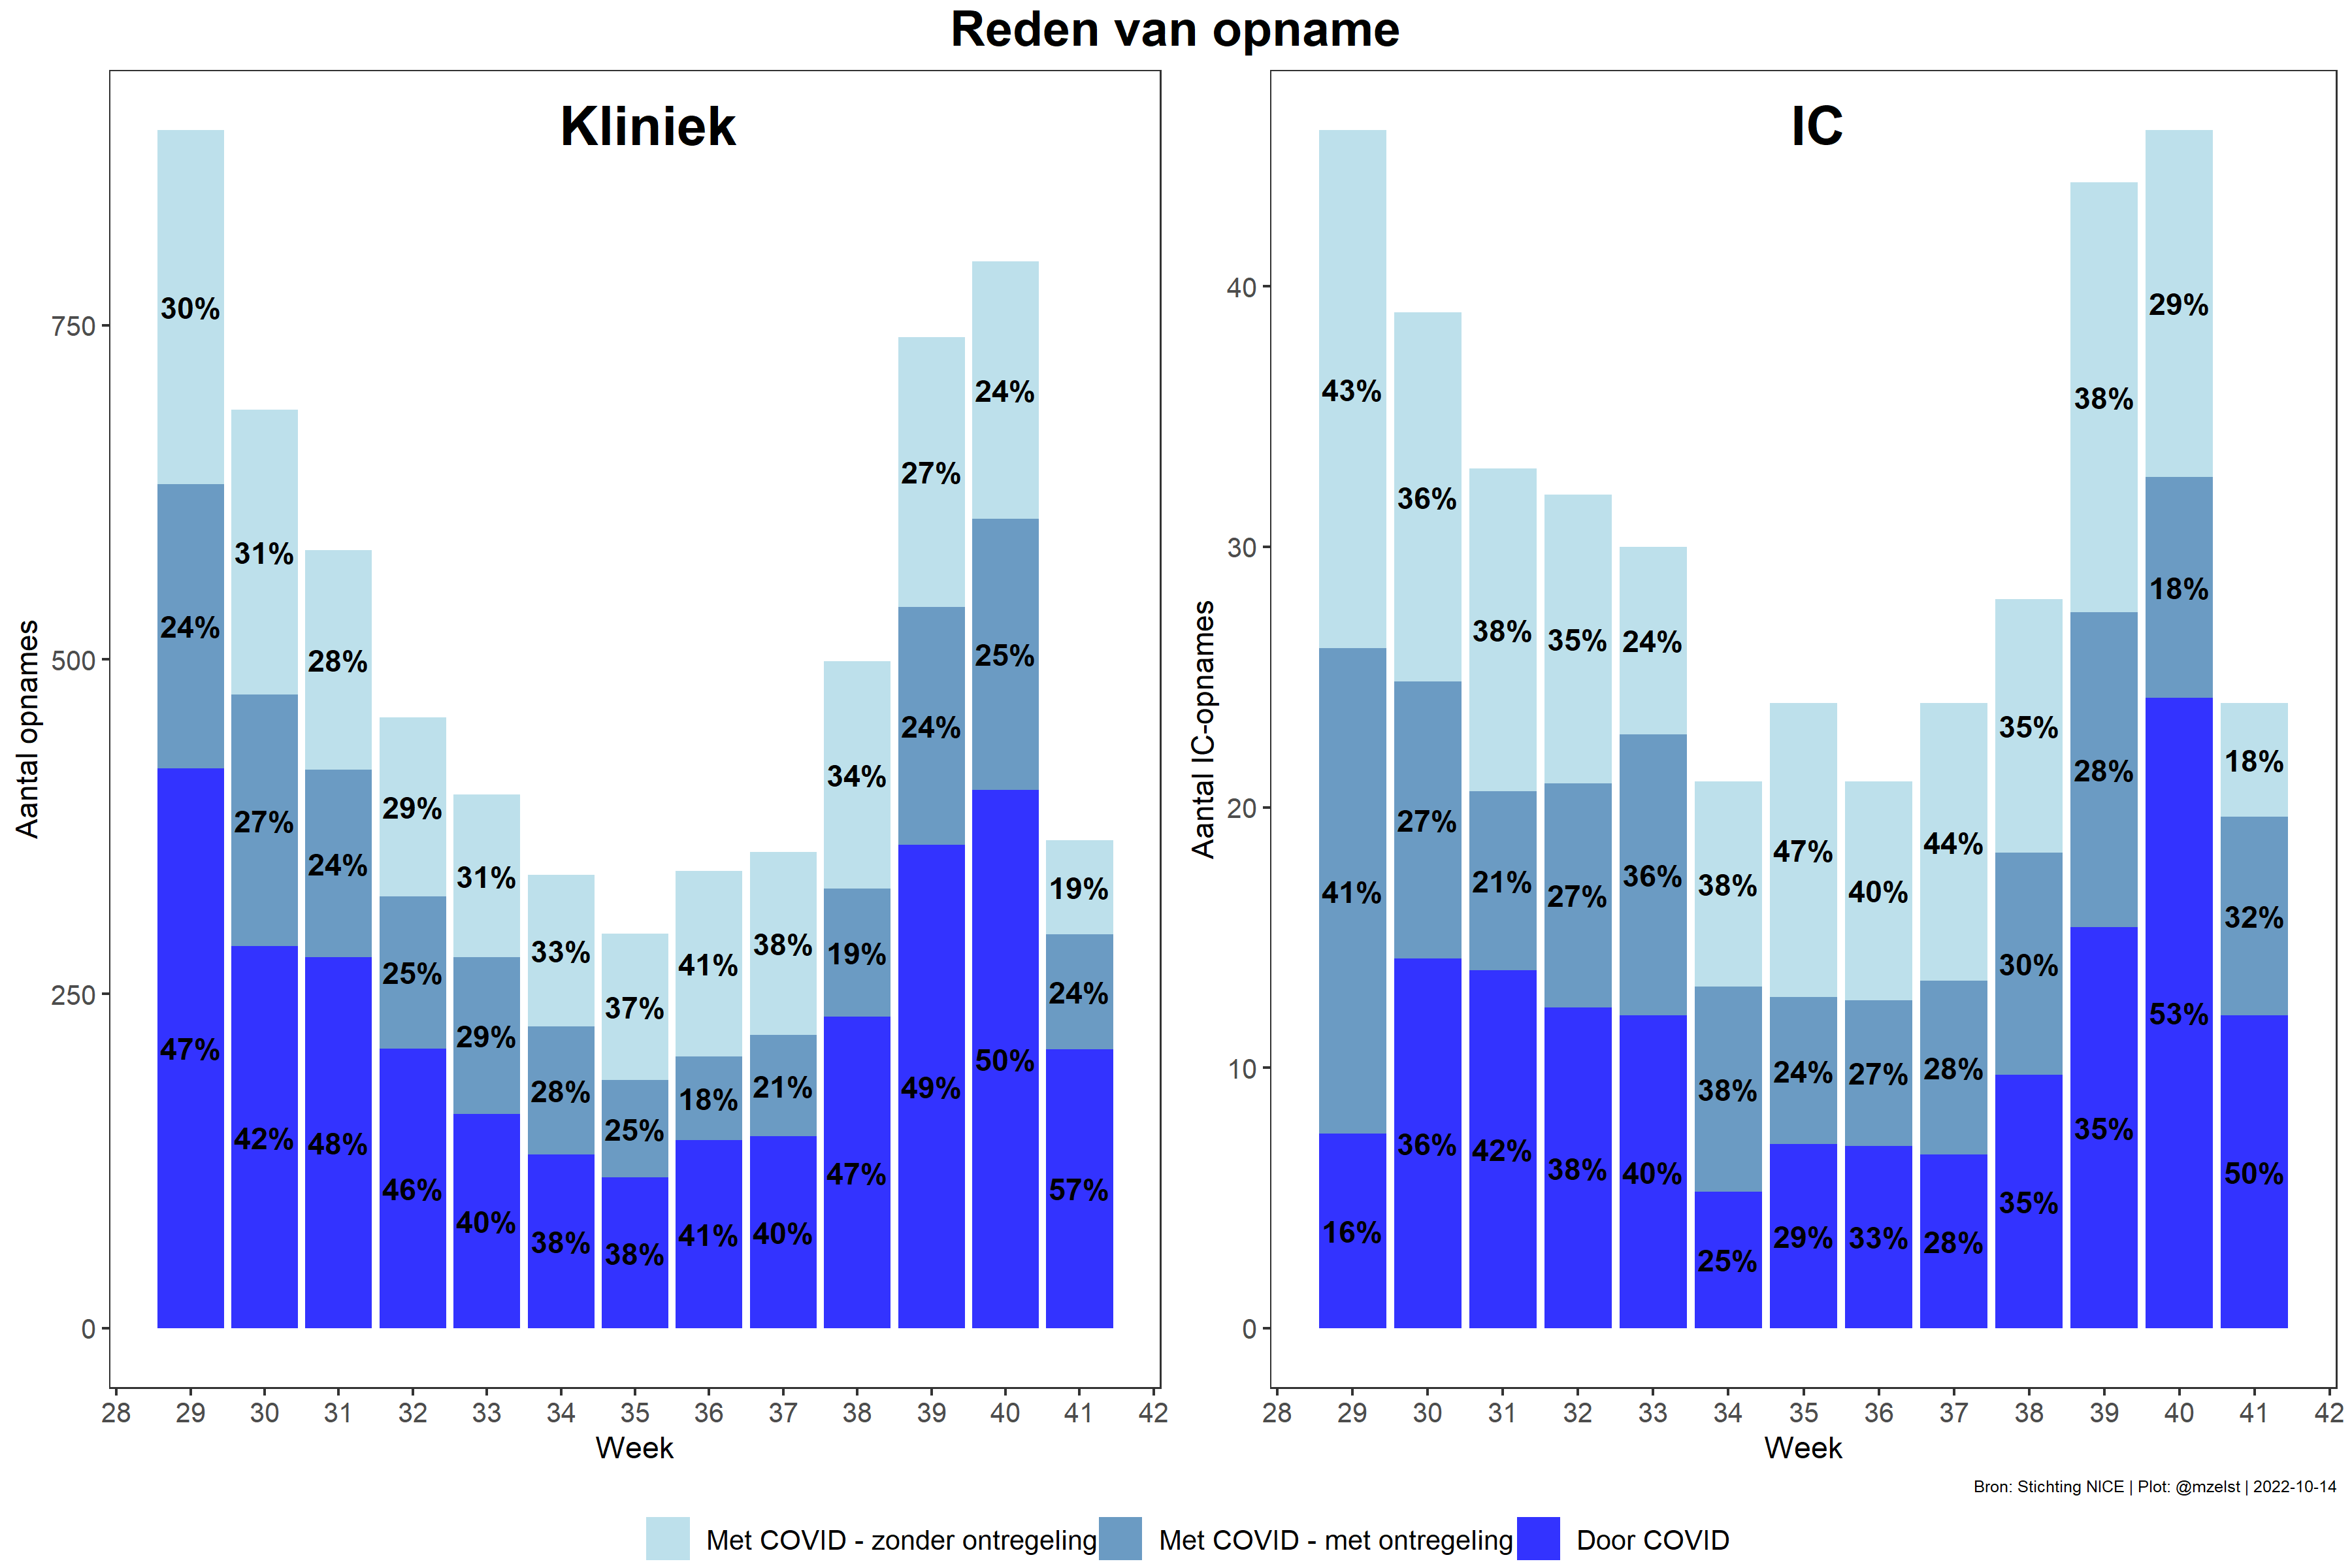 Reden van opname
Kliniek
Aantal opnames
750
500
250
0
30% 31% 28% 29% 31% 33% 37% 41% 38% 34% 27% 24% 19%
24% 27% 24% 25% 29% 28% 25% 18% 21% 19% 24% 25% 24%
47% 42% 48% 46% 40% 38% 38% 41% 40% 47% 49% 50% 57%
28 29 30 31 32 33 34 35 36 37 38 39 40 41 42
Week
IC
Aantal IC-opnames
40
30
20
10
0
43% 36% 38% 35% 24% 38% 47% 40% 44% 35% 38% 29% 18%
41% 27% 21% 27% 36% 38% 24% 27% 28% 30% 28% 18% 32%
16% 36% 42% 38% 40% 25% 29% 33% 28% 35% 35% 53% 50%
28 29 30 31 32 33 34 35 36 37 38 39 40 41 42
Week
Bron: Stichting NICE | Plot: @mzelst | 2022-10-14
Met COVID - zonder ontregeling Met COVID - met ontregeling Door COVID